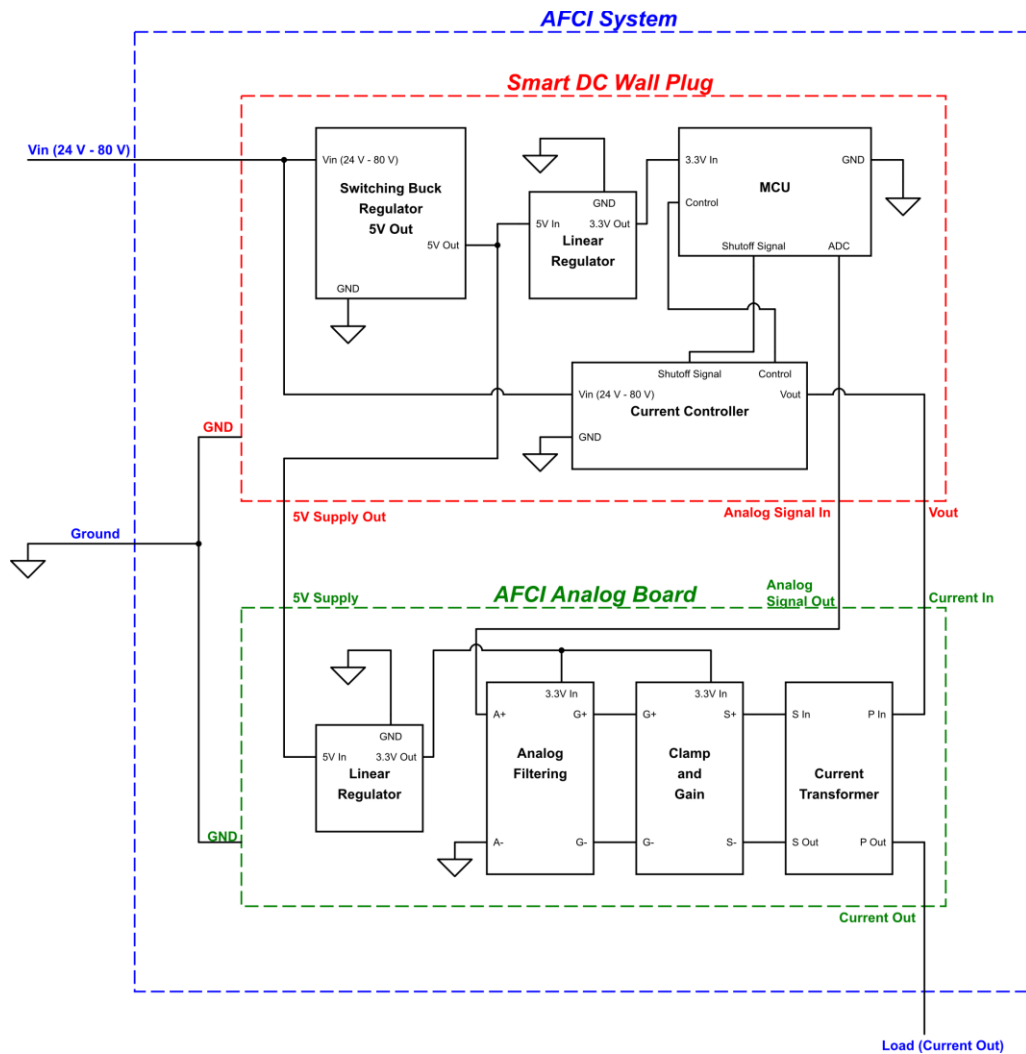 AFCI System
Smart DC Wall Plug
Vin (24 V - 80 V)
Vin (24 V - 80 V)
Switching Buck
Regulator
5V Out
5V Out
GND
GND
5V In
3.3V Out
Linear
Regulator
3.3V In
GND
MCU
Control
Shutoff Signal
ADC
Shutoff Signal
Control
Vin (24 V - 80 V)
Vout
Current Controller
GND
GND
5V Supply Out
Analog Signal In
Vout
Ground
5V Supply
AFCI Analog Board
Analog
Signal Out
Current In
GND
5V In
3.3V Out
Linear
Regulator
3.3V In
A+
G+
Analog
Filtering
A-
G-
3.3V In
G+
S+
Clamp
and
Gain
G-
S-
S In
P In
Current
Transformer
S Out
P Out
GND
Current Out
Load (Current Out)